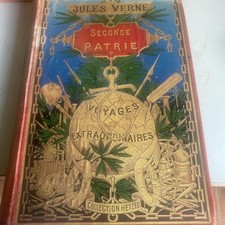 JULES VERNE
SECONDE
PATRIE
VOYAGES
EXTRAORDINAIRES
COLLECTION HETZEL